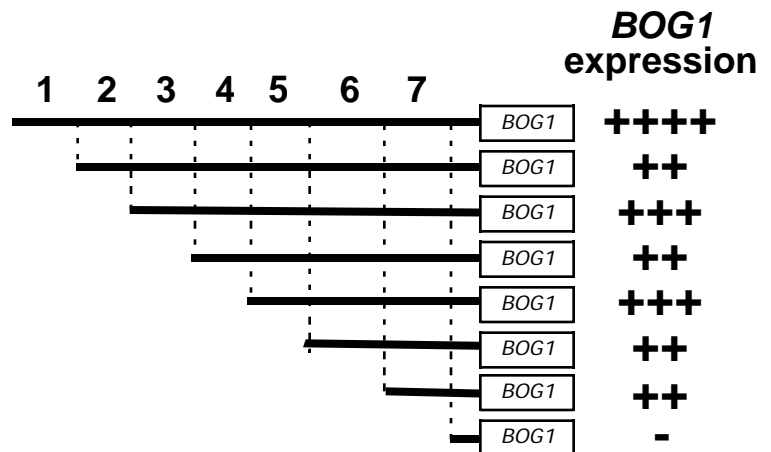 BOG1
expression
1 2 3 4 5 6 7
BOG1 ++++
BOG1 ++
BOG1 +++
BOG1 ++
BOG1 +++
BOG1 ++
BOG1 ++
BOG1 -